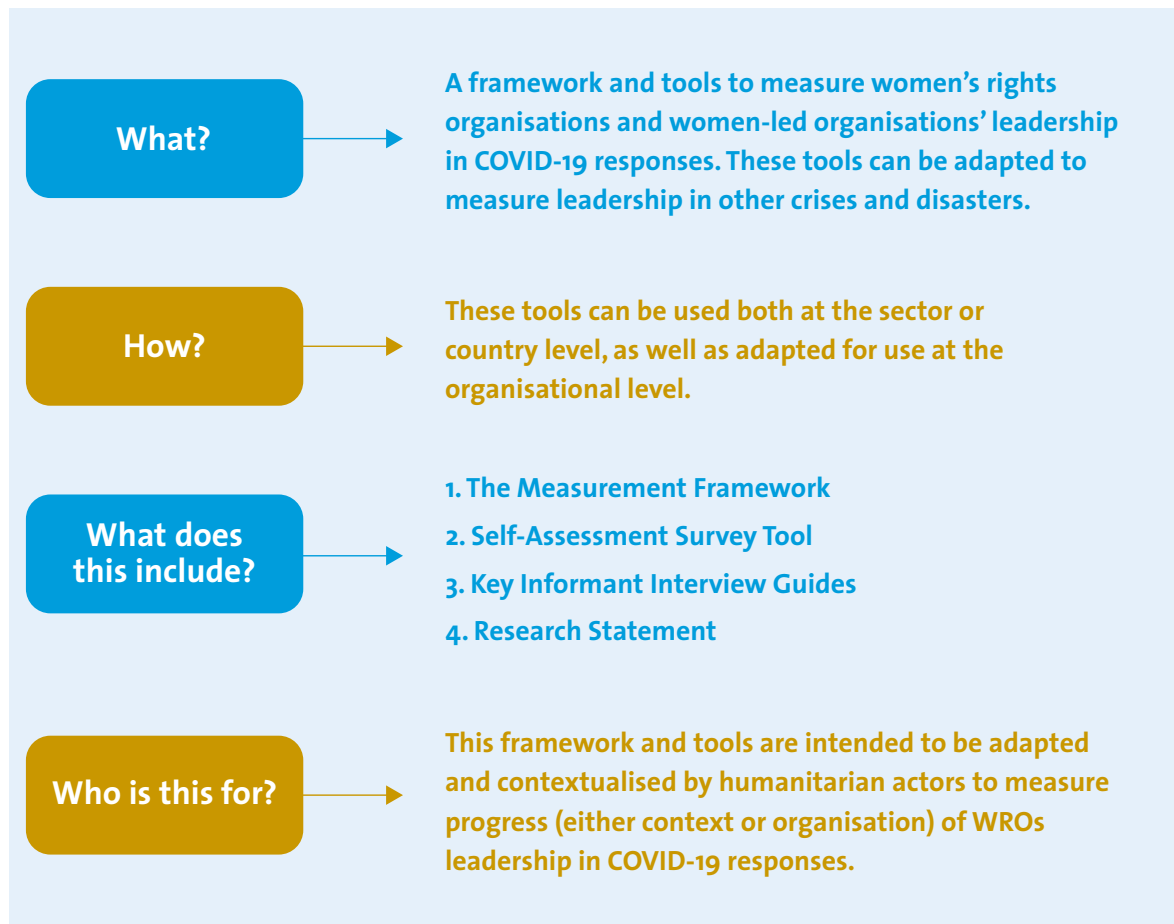 What?
A framework and tools to measure women’s rights
organisations and women-led organisations’ leadership
in COVID-19 responses. These tools can be adapted to
measure leadership in other crises and disasters.
How?
These tools can be used both at the sector or
country level, as well as adapted for use at the
organisational level.
What does
this include?
1. The Measurement Framework
2. Self-Assessment Survey Tool
3. Key Informant Interview Guides
4. Research Statement
Who is this for?
This framework and tools are intended to be adapted
and contextualised by humanitarian actors to measure
progress (either context or organisation) of WROs
leadership in COVID-19 responses.